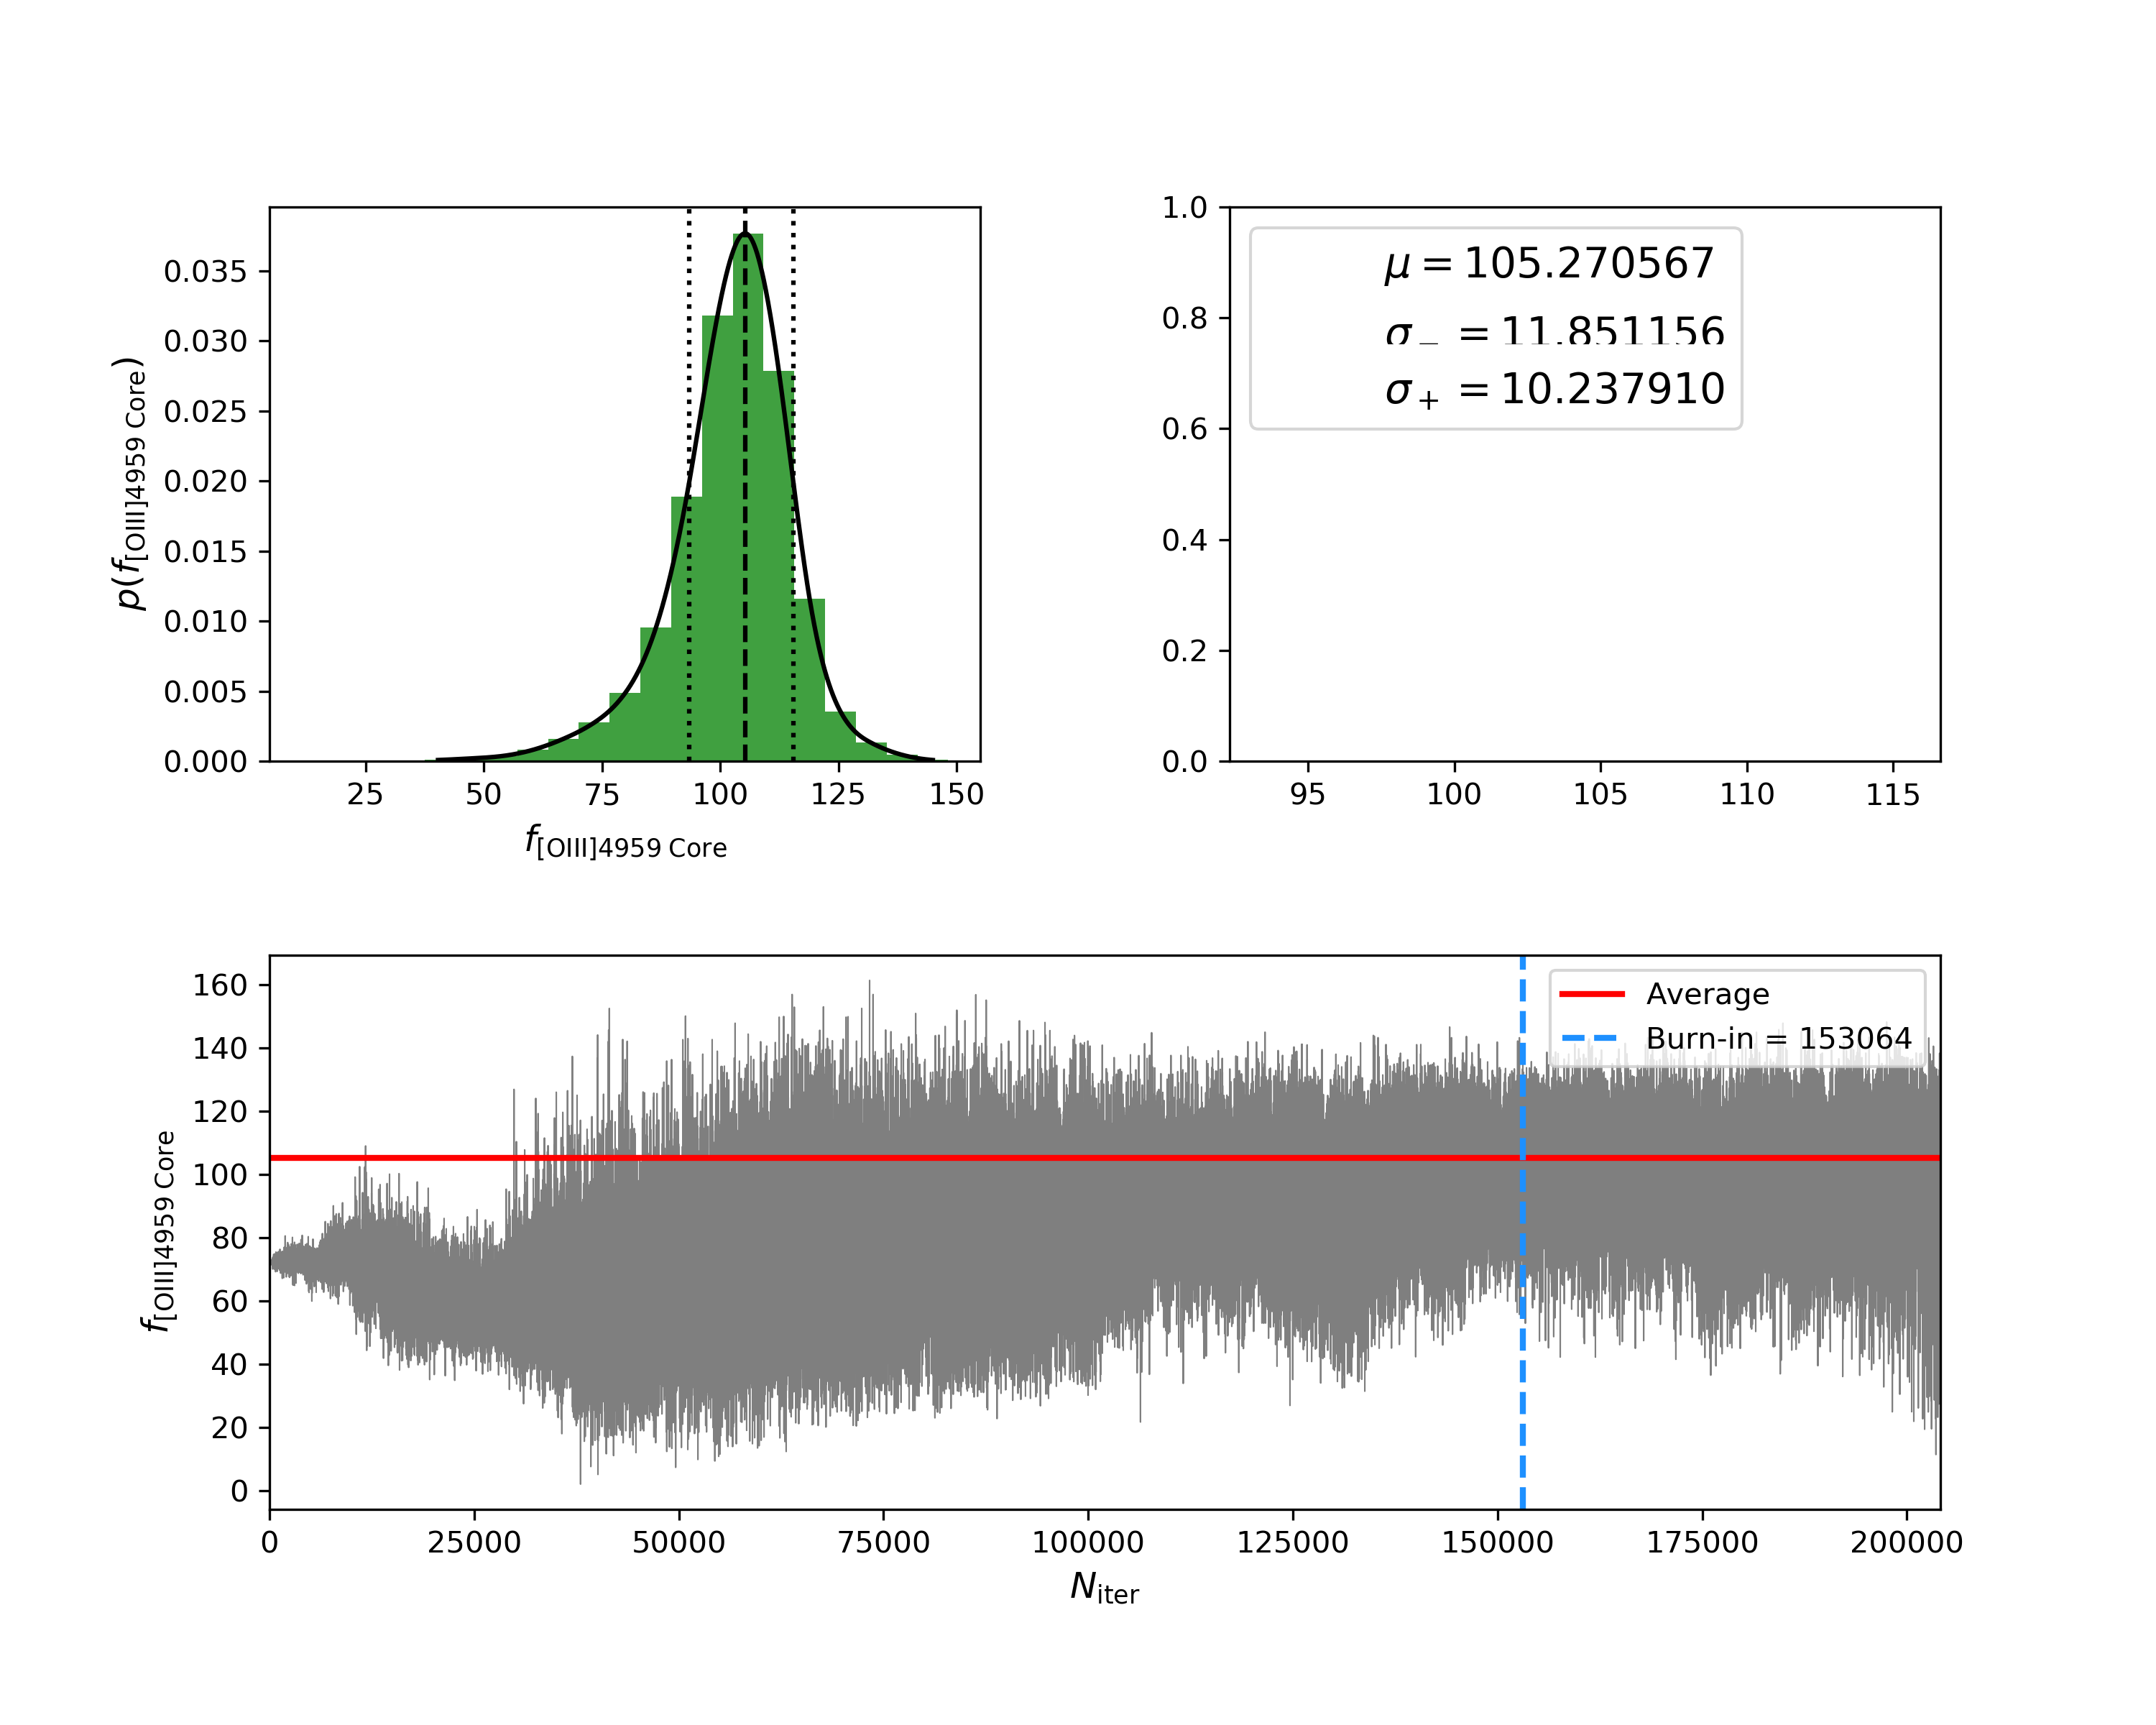 0.035
0.030
0.025
0.020
0.015
0.010
0.005
0.000
p(f[OIII]4959 Core)
25 50 75 100 125 150
f[OIII]4959 Core
1.0
0.8
0.6
0.4
0.2
0.0
μ = 105.270567
σ− = 11.851156
σ+ = 10.237910
95 100 105 110 115
160
140
120
100
80
60
40
20
0
f[OIII]4959 Core
Average
Burn-in = 153064
0 25000 50000 75000 100000 125000 150000 175000 200000
Niter